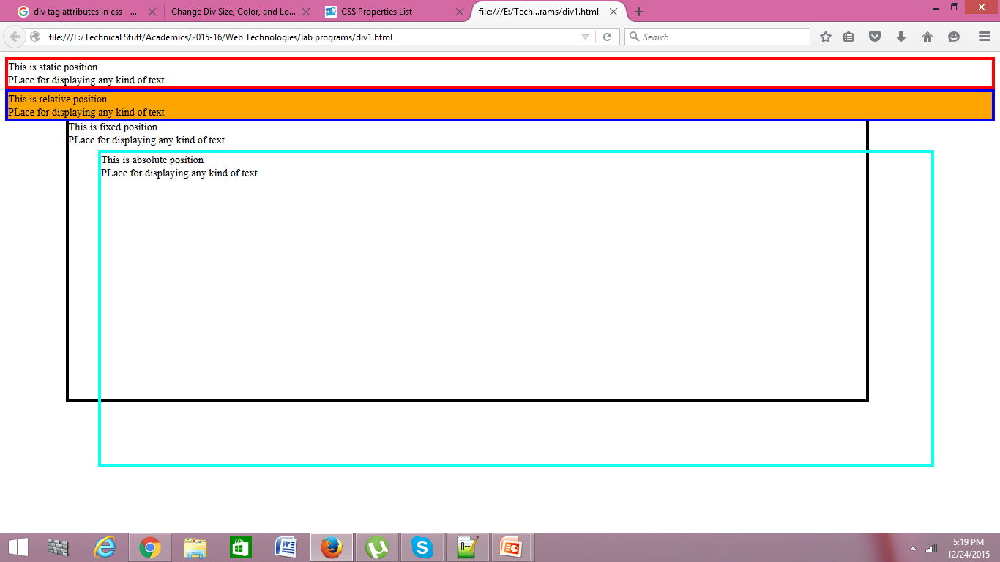 div tag attributes in css - ...
Change Div Size, Color, and Lo...
CSS Properties List
file:///E:/Tech...rams/div1.html
file:///E:/Technical Stuff/Academics/2015-16/Web Technologies/lab programs/div1.html
Search
This is static position
PLace for displaying any kind of text
This is relative position
PLace for displaying any kind of text
This is fixed position
PLace for displaying any kind of text
This is absolute position
PLace for displaying any kind of text
5:19 PM
12/24/2015